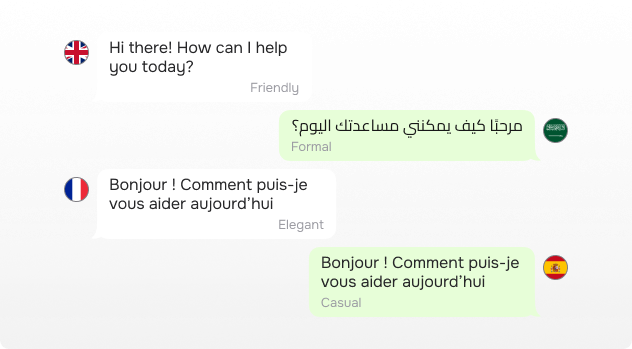 Hi there! How can I help
you today?
Friendly
مرحبًا كيف يمكنني مساعدتك اليوم؟
Formal
Bonjour ! Comment puis-je
vous aider aujourd’hui
Elegant
Bonjour ! Comment puis-je
vous aider aujourd’hui
Casual